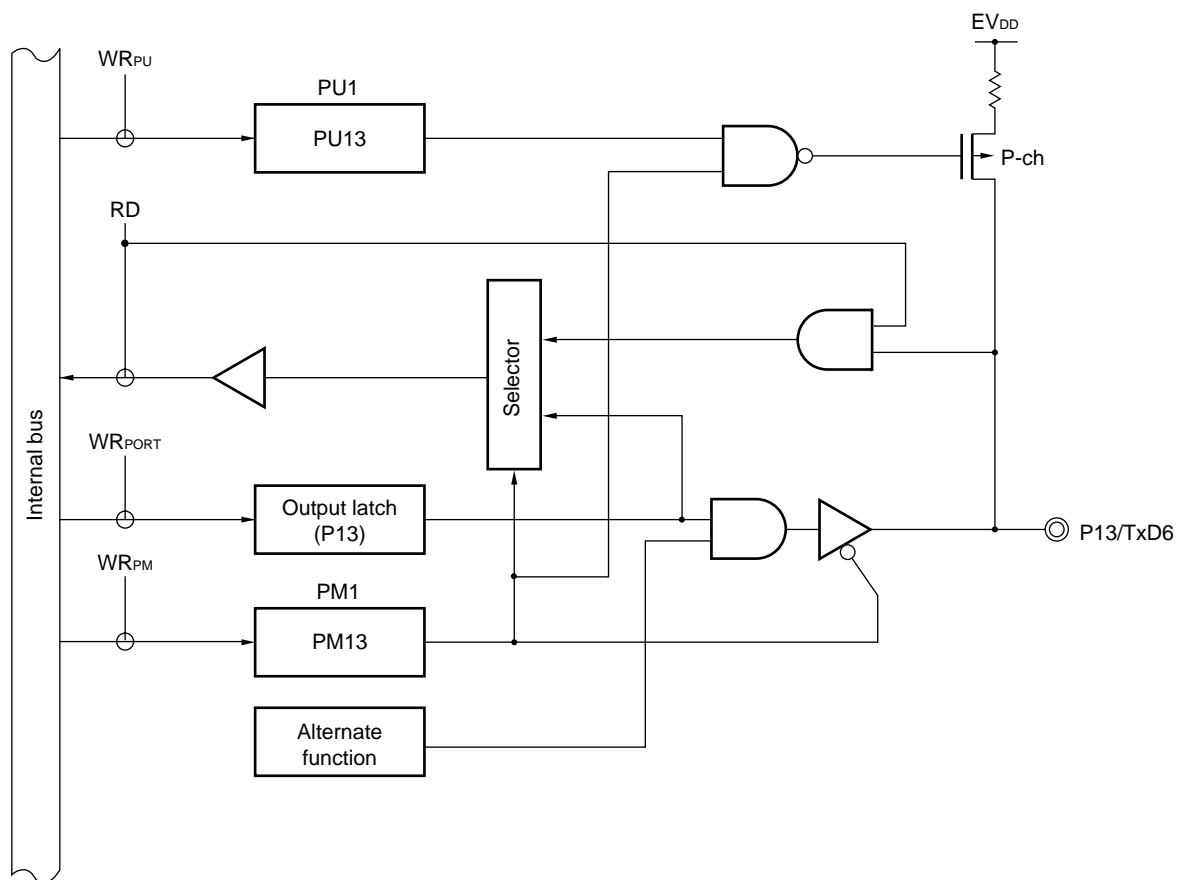 EVDD
WRPU
PU1
PU13
P-ch
RD
Selector
Internal bus
WRPORT
Output latch
(P13)
P13/TxD6
WRPM
PM1
PM13
Alternate
function